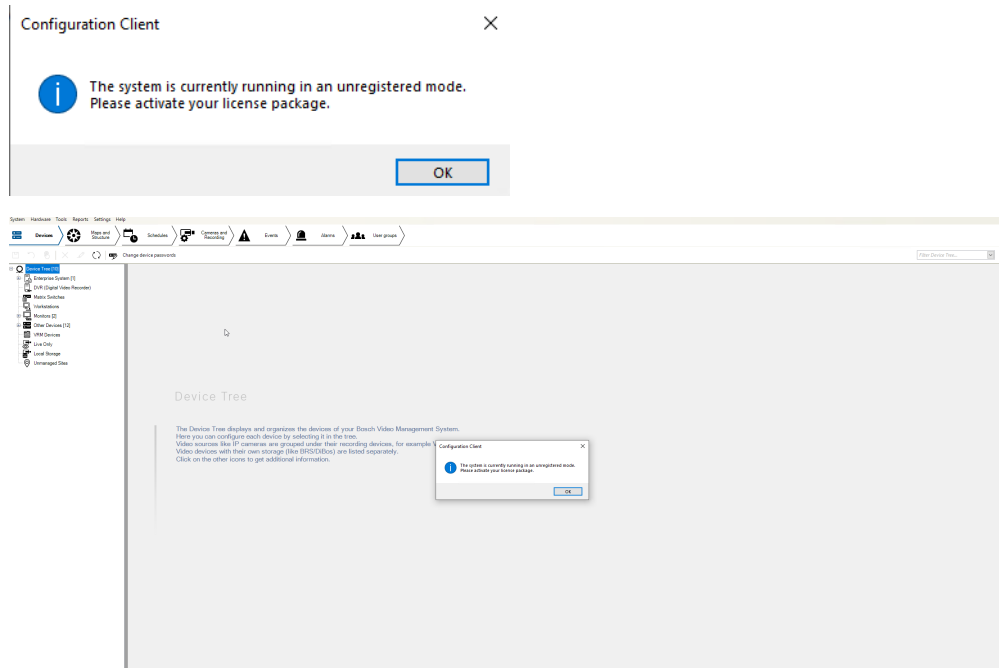 Configuration Client
The system is currently running in an unregistered mode.
Please activate your license package.
OK
System Hardware Tools Reports Settings Help
Devices
Maps and Structure
Schedules
Cameras and Recording
Events
Alarms
User groups
Change device passwords
Filter Device Tree...
Device Tree [10]
Enterprise System [1]
DVR (Digital Video Recorder)
Matrix Switches
Workstations
Monitors [2]
Other Devices [12]
VRM Devices
Live Only
Local Storage
Unmanaged Sites
Device Tree
The Device Tree displays and organizes the devices of your Bosch Video Management System.
Here you can configure each device by selecting it in the tree.
Video sources like IP cameras are grouped under their recording devices, for example
Video devices with their own storage (like BRS/DiBos) are listed separately.
Click on the other icons to get additional information.
Configuration Client
The system is currently running in an unregistered mode.
Please activate your license package.
OK